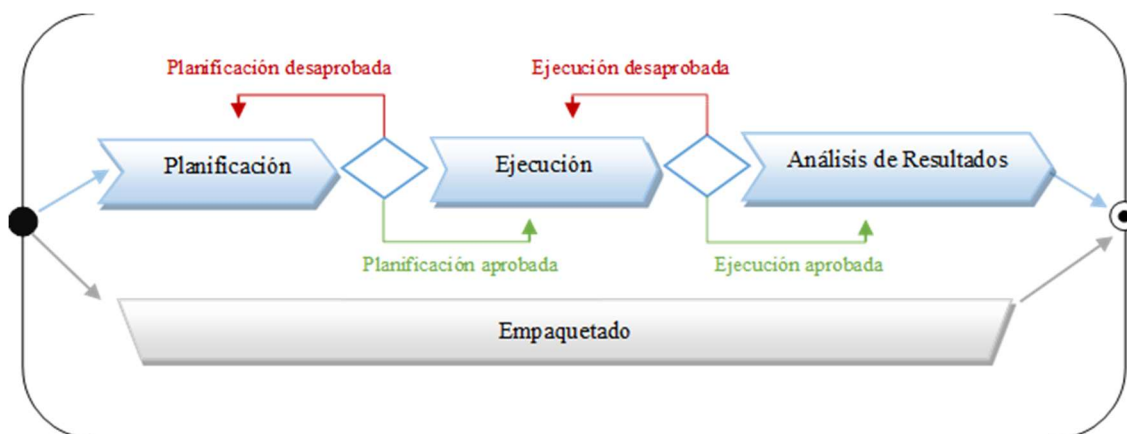 Planificación desaprobada
Ejecución desaprobada
Planificación
Ejecución
Análisis de Resultados
Planificación aprobada
Ejecución aprobada
Empaquetado